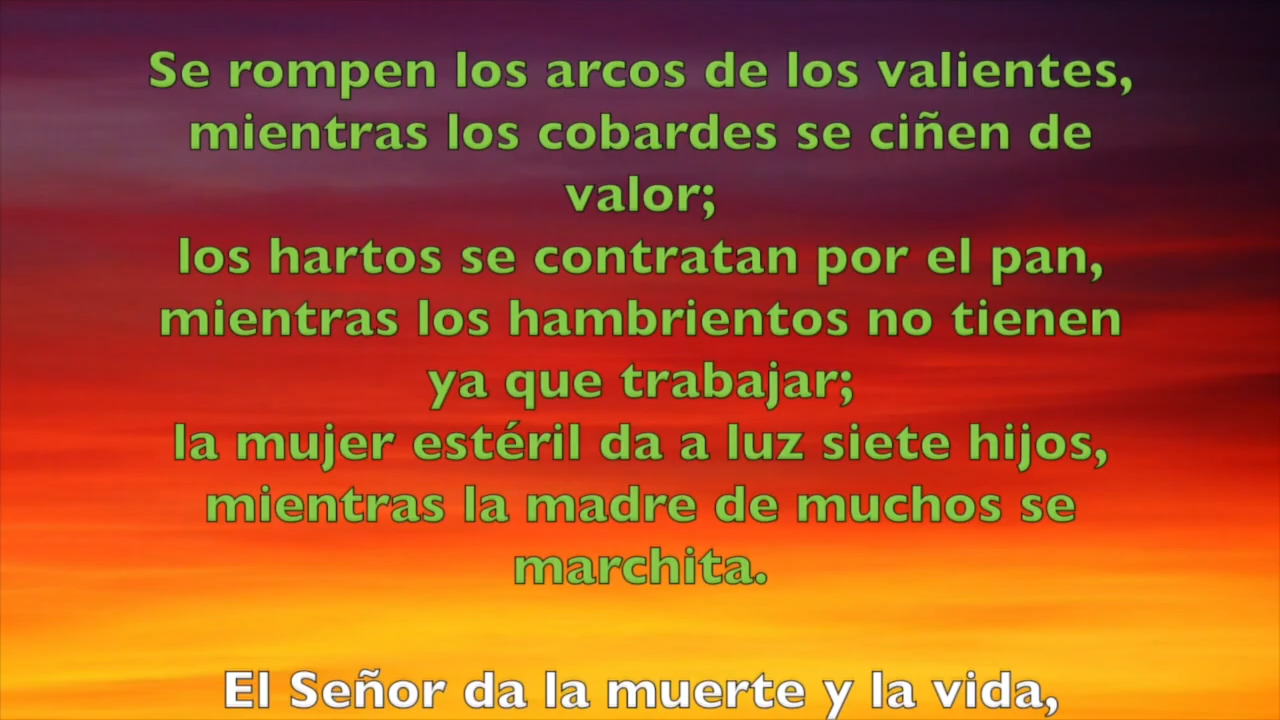 Se rompen los arcos de los valientes,
mientras los cobardes se ciñen de
valor;
los hartos se contratan por el pan,
mientras los hambrientos no tienen
ya que trabajar;
la mujer estéril da a luz siete hijos,
mientras la madre de muchos se
marchita.
El Señor da la muerte y la vida,